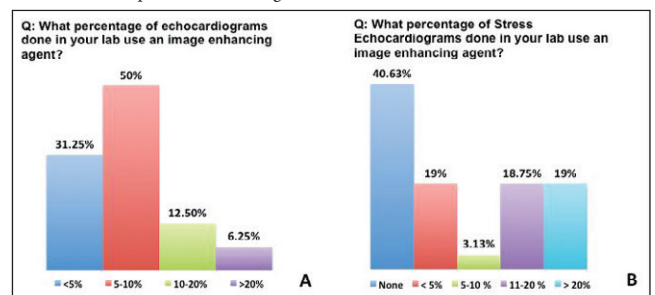 Q: What percentage of echocardiograms
done in your lab use an image enhancing
agent?
50%
31.25%
12.50%
6.25%
<5%
5-10%
10-20%
>20%
A
Q: What percentage of Stress
Echocardiograms done in your lab use an
image enhancing agent?
40.63%
19%
3.13%
18.75%
19%
None
< 5%
5-10 %
11-20 %
> 20%
B